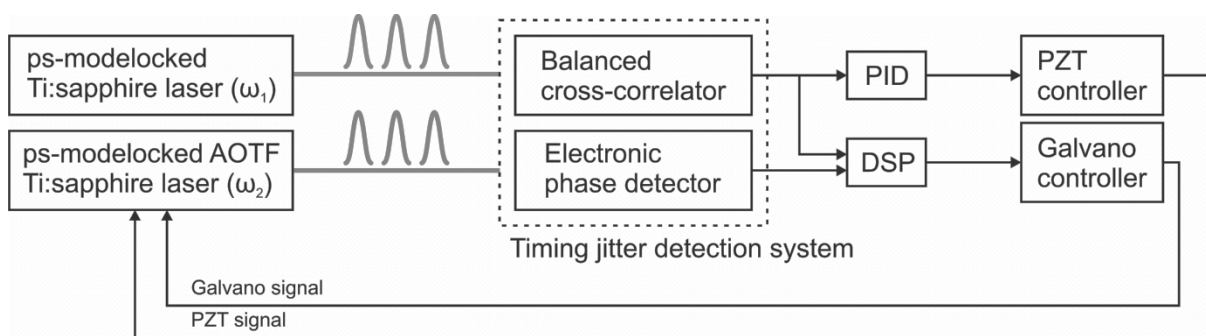 ps-modelocked
Ti:sapphire laser (ω₁)
Balanced
cross-correlator
PID
PZT
controller
ps-modelocked AOTF
Ti:sapphire laser (ω₂)
Electronic
phase detector
DSP
Galvano
controller
Timing jitter detection system
Galvano signal
PZT signal